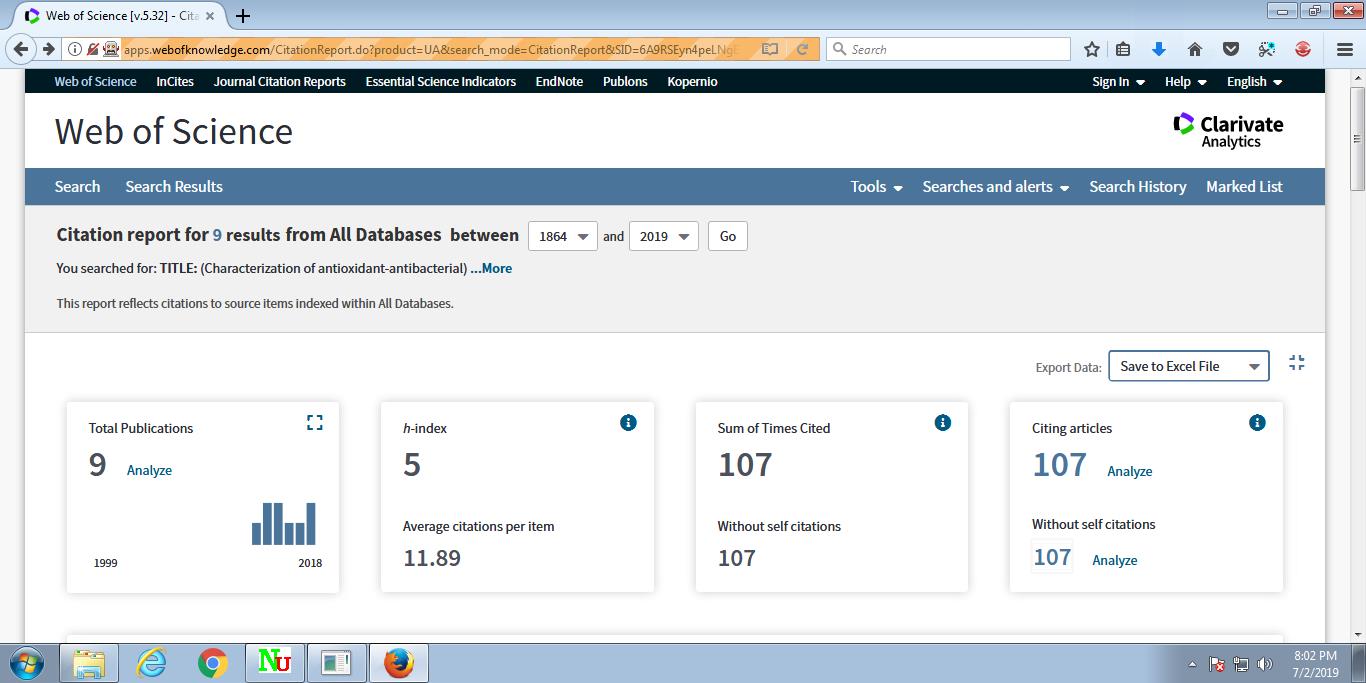 Web of Science [v.5.32] - Cita
apps.webofknowledge.com/CitationReport.do?product=UA&search_mode=CitationReport&SID=6A9RSEyn4peLNgE
Search
Web of Science InCites Journal Citation Reports Essential Science Indicators EndNote Publons Kopernio Sign In Help English
Web of Science
Clarivate
Analytics
Search Search Results Tools Searches and alerts Search History Marked List
Citation report for 9 results from All Databases between 1864 and 2019 Go
You searched for: TITLE: (Characterization of antioxidant-antibacterial) ...More
This report reflects citations to source items indexed within All Databases.
Export Data: Save to Excel File
Total Publications
9 Analyze
1999 2018
h-index
5
Average citations per item
11.89
Sum of Times Cited
107
Without self citations
107
Citing articles
107 Analyze
Without self citations
107 Analyze
NU
8:02 PM
7/2/2019